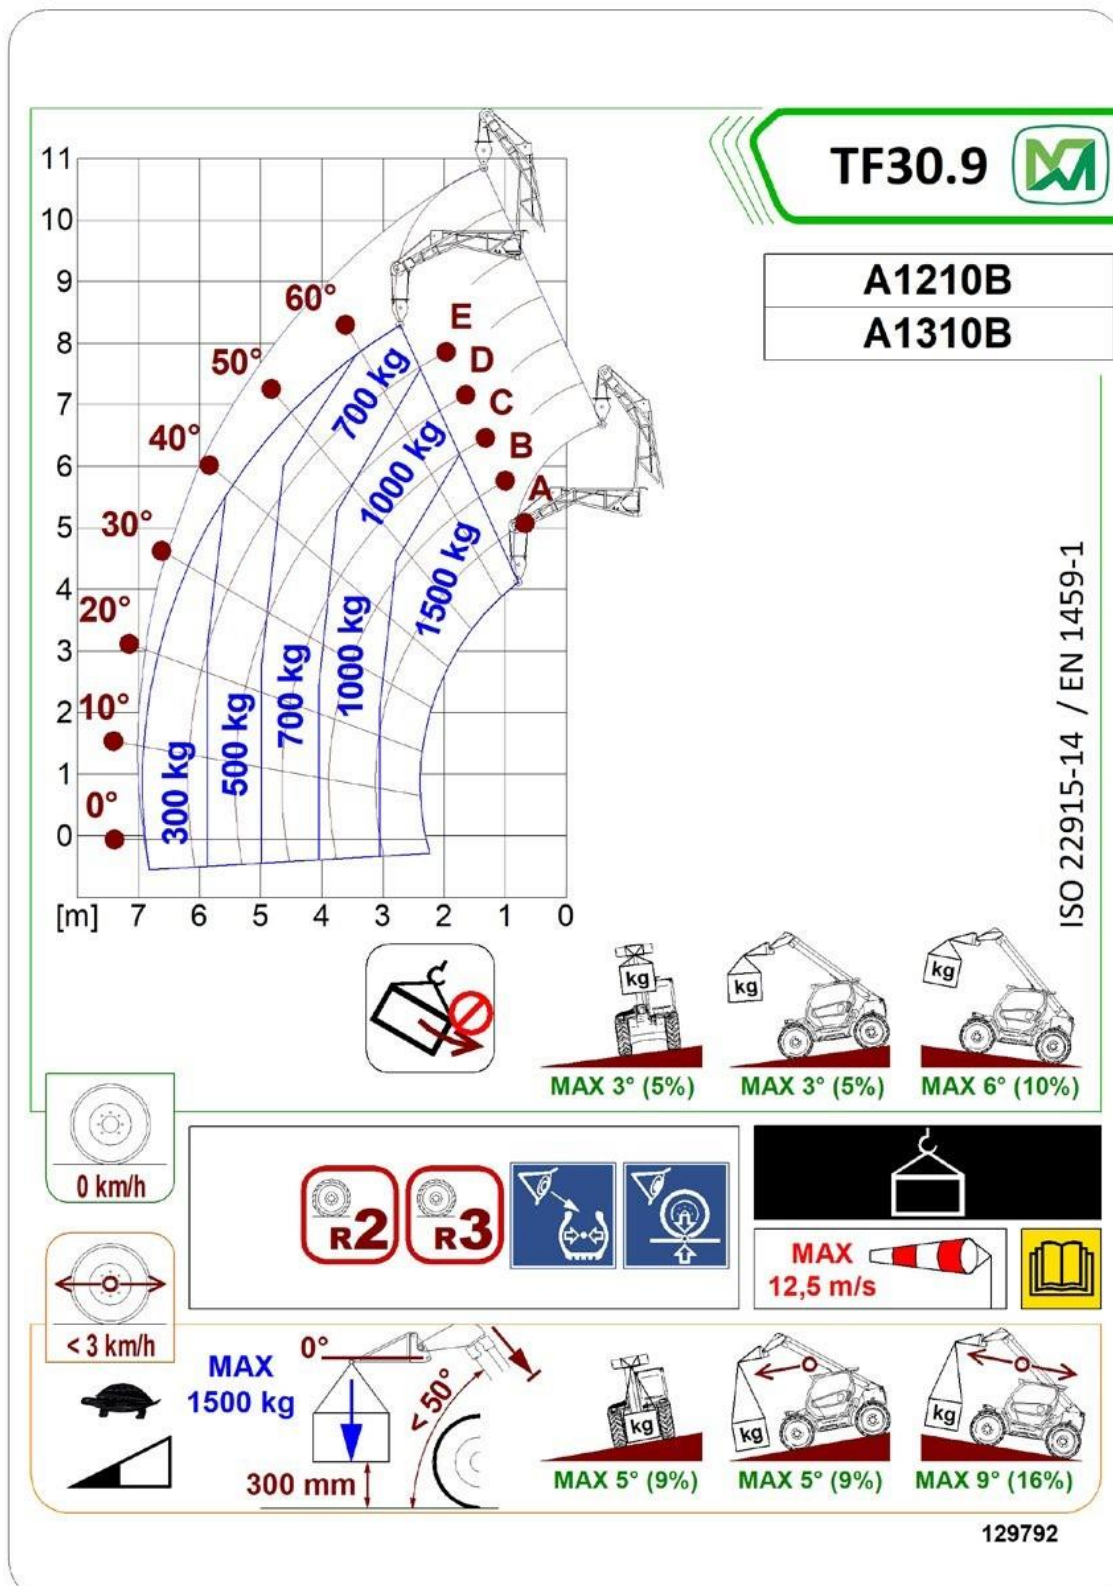 TF30.9
A1210B
A1310B
11
10
9
8
7
6
5
4
3
2
1
0
[m] 7 6 5 4 3 2 1 0
60°
50°
40°
30°
20°
10°
0°
E
D
C
B
A
700 kg
1000 kg
1500 kg
300 kg
500 kg
700 kg
1000 kg
ISO 22915-14 / EN 1459-1
kg
kg
kg
MAX 3° (5%)
MAX 3° (5%)
MAX 6° (10%)
0 km/h
R2
R3
MAX
12,5 m/s
< 3 km/h
MAX
1500 kg
0°
< 50°
300 mm
kg
kg
kg
MAX 5° (9%)
MAX 5° (9%)
MAX 9° (16%)
129792